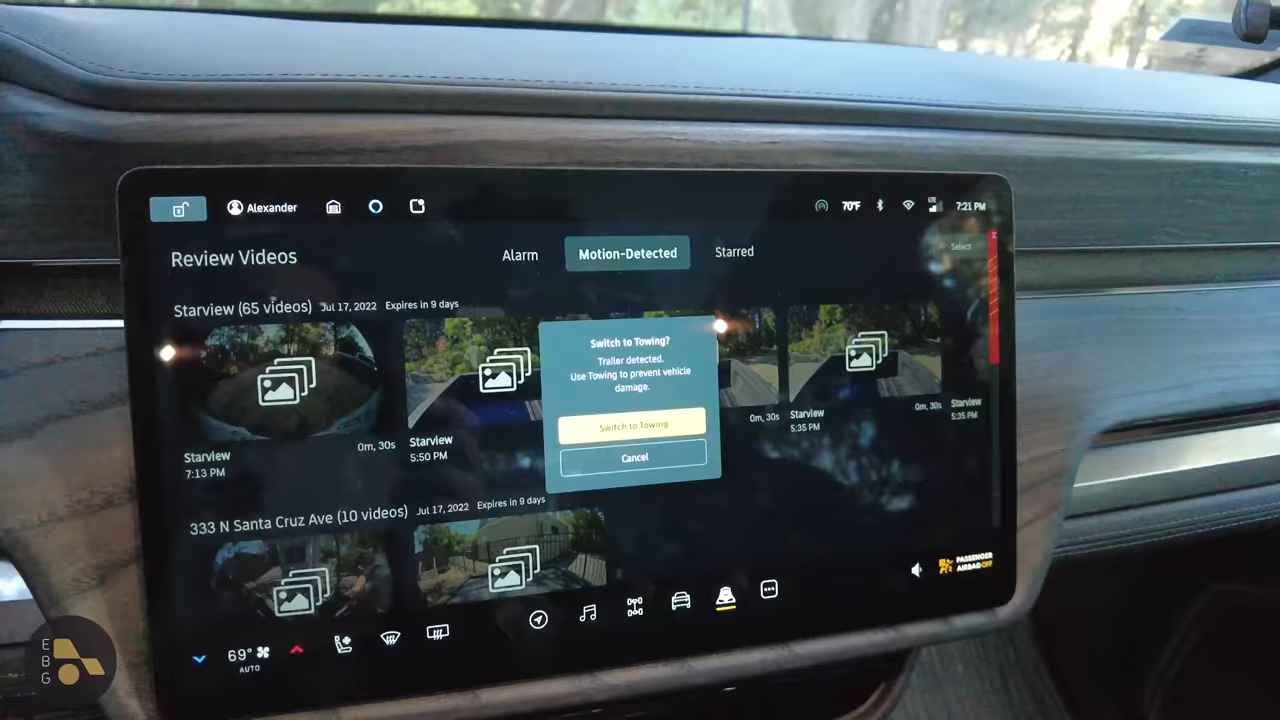 Alexander
70°F
LTE
7:21 PM
Review Videos
Alarm
Motion-Detected
Starred
Select
Starview (65 videos) Jul 17, 2022 Expires in 9 days
Switch to Towing?
Trailer detected.
Use Towing to prevent vehicle
damage.
Switch to Towing
Cancel
Starview
7:13 PM
0m, 30s
Starview
5:50 PM
0m, 30s
Starview
5:35 PM
0m, 30s
Starview
5:35 PM
333 N Santa Cruz Ave (10 videos) Jul 17, 2022 Expires in 9 days
PASSENGER
AIRBAG OFF
69°
AUTO
E
B
G